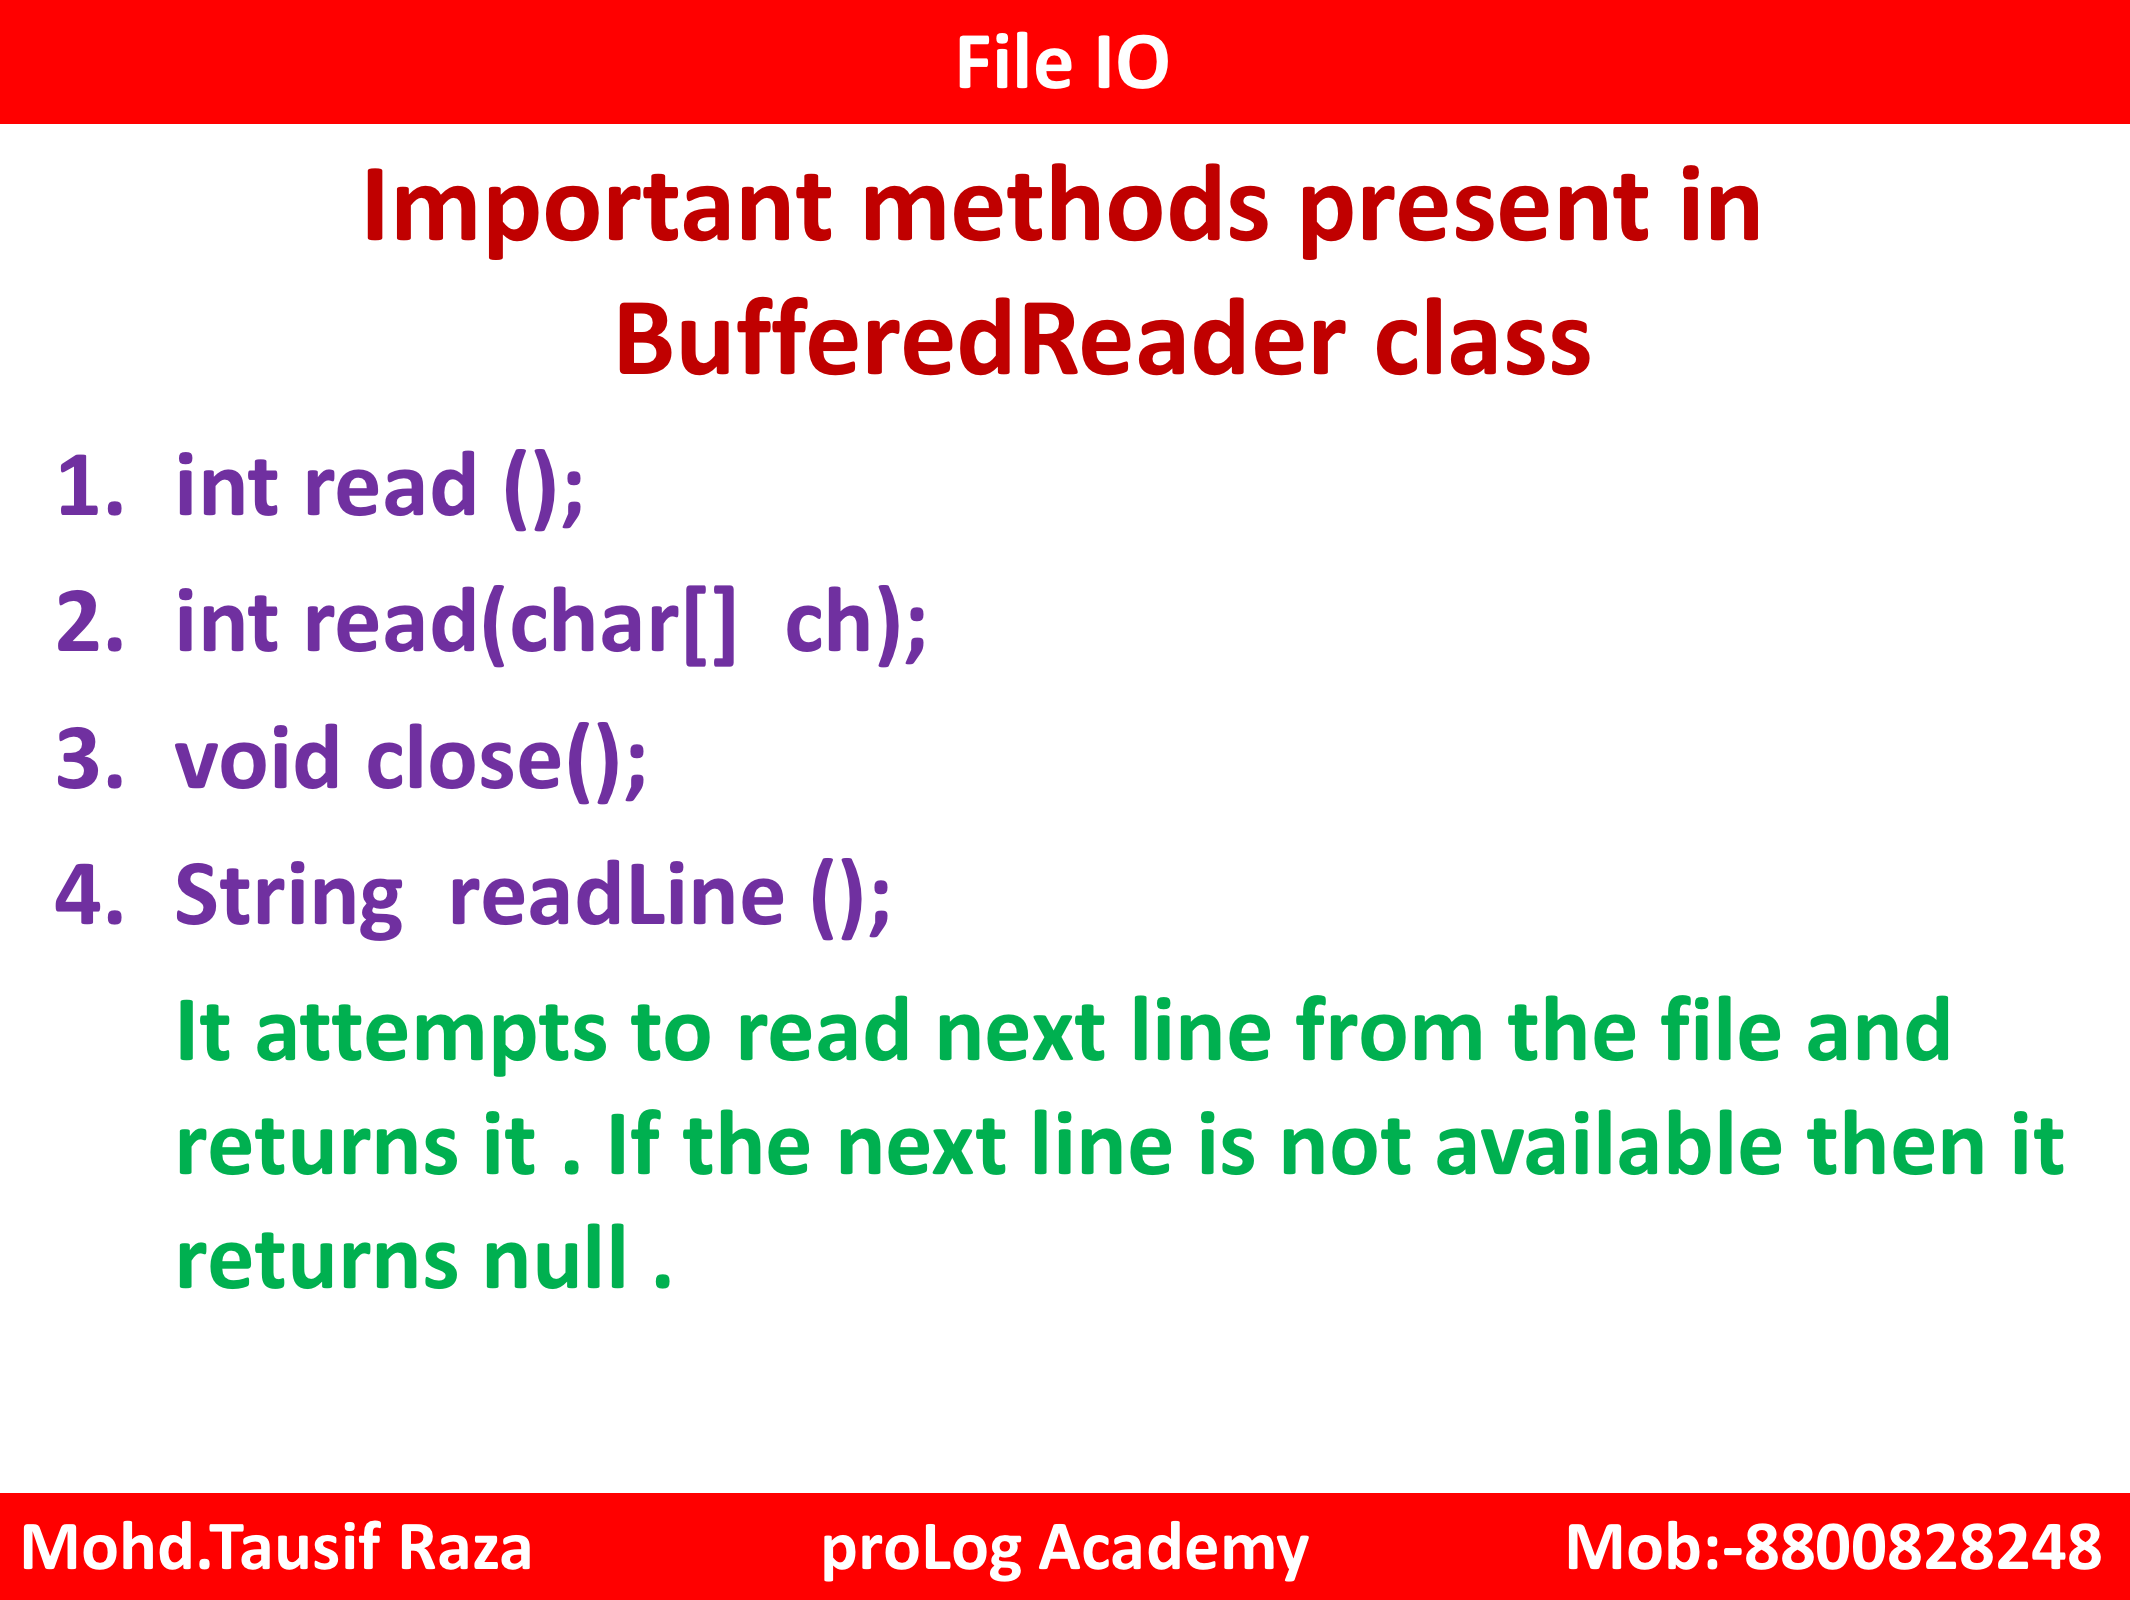 File IO
Important methods present in
BufferedReader class
1. int read ();
2. int read(char[]  ch);
3. void close();
4. String  readLine ();
It attempts to read next line from the file and
returns it . If the next line is not available then it
returns null .
Mohd.Tausif Raza proLog Academy Mob:-8800828248